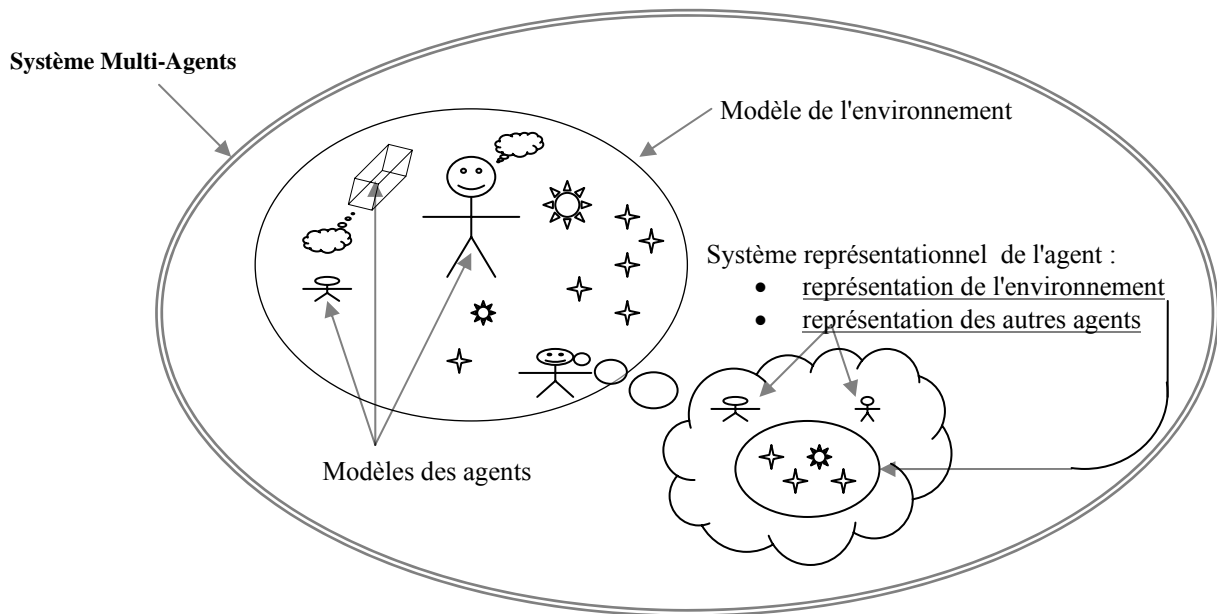 Système Multi-Agents
Modèle de l'environnement
Système représentationnel de l'agent :
• représentation de l'environnement
• représentation des autres agents
Modèles des agents